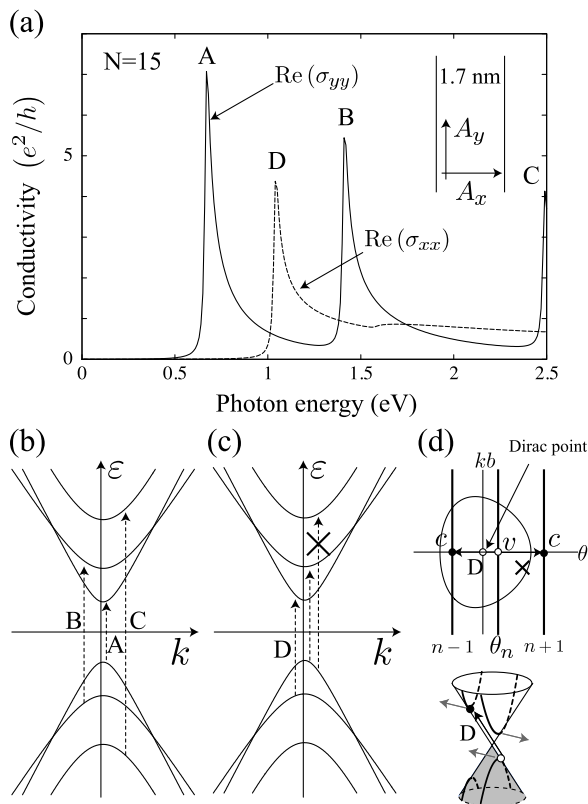 (a)
N=15
A
Re (σyy)
D
B
C
1.7 nm
Ay
Ax
Re (σxx)
Conductivity (e²/h)
5
0
0 0.5 1 1.5 2 2.5
Photon energy (eV)
(b)
ε
B
A
C
k
(c)
ε
D
k
(d)
Dirac point
kb
c
v
c
D
θ
n − 1
θn
n + 1
D